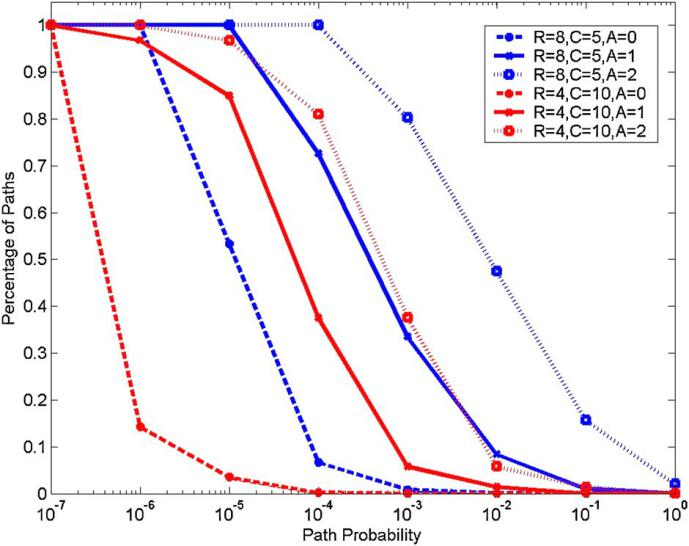 1
0.9
0.8
0.7
0.6
0.5
0.4
0.3
0.2
0.1
0
Percentage of Paths
R=8,C=5,A=0
R=8,C=5,A=1
R=8,C=5,A=2
R=4,C=10,A=0
R=4,C=10,A=1
R=4,C=10,A=2
10⁻⁷ 10⁻⁶ 10⁻⁵ 10⁻⁴ 10⁻³ 10⁻² 10⁻¹ 10⁰
Path Probability